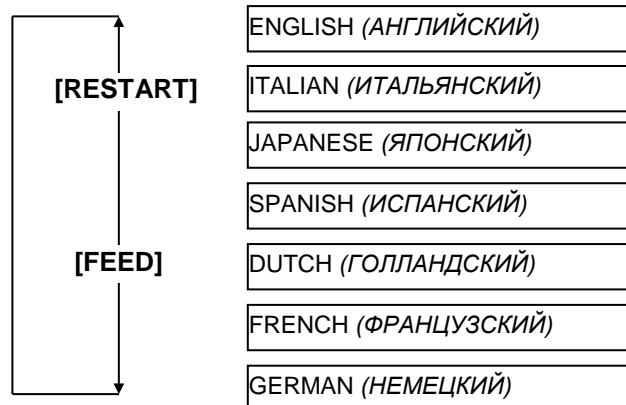 ENGLISH (АНГЛИЙСКИЙ)
[RESTART]
ITALIAN (ИТАЛЬЯНСКИЙ)
JAPANESE (ЯПОНСКИЙ)
SPANISH (ИСПАНСКИЙ)
[FEED]
DUTCH (ГОЛЛАНДСКИЙ)
FRENCH (ФРАНЦУЗСКИЙ)
GERMAN (НЕМЕЦКИЙ)